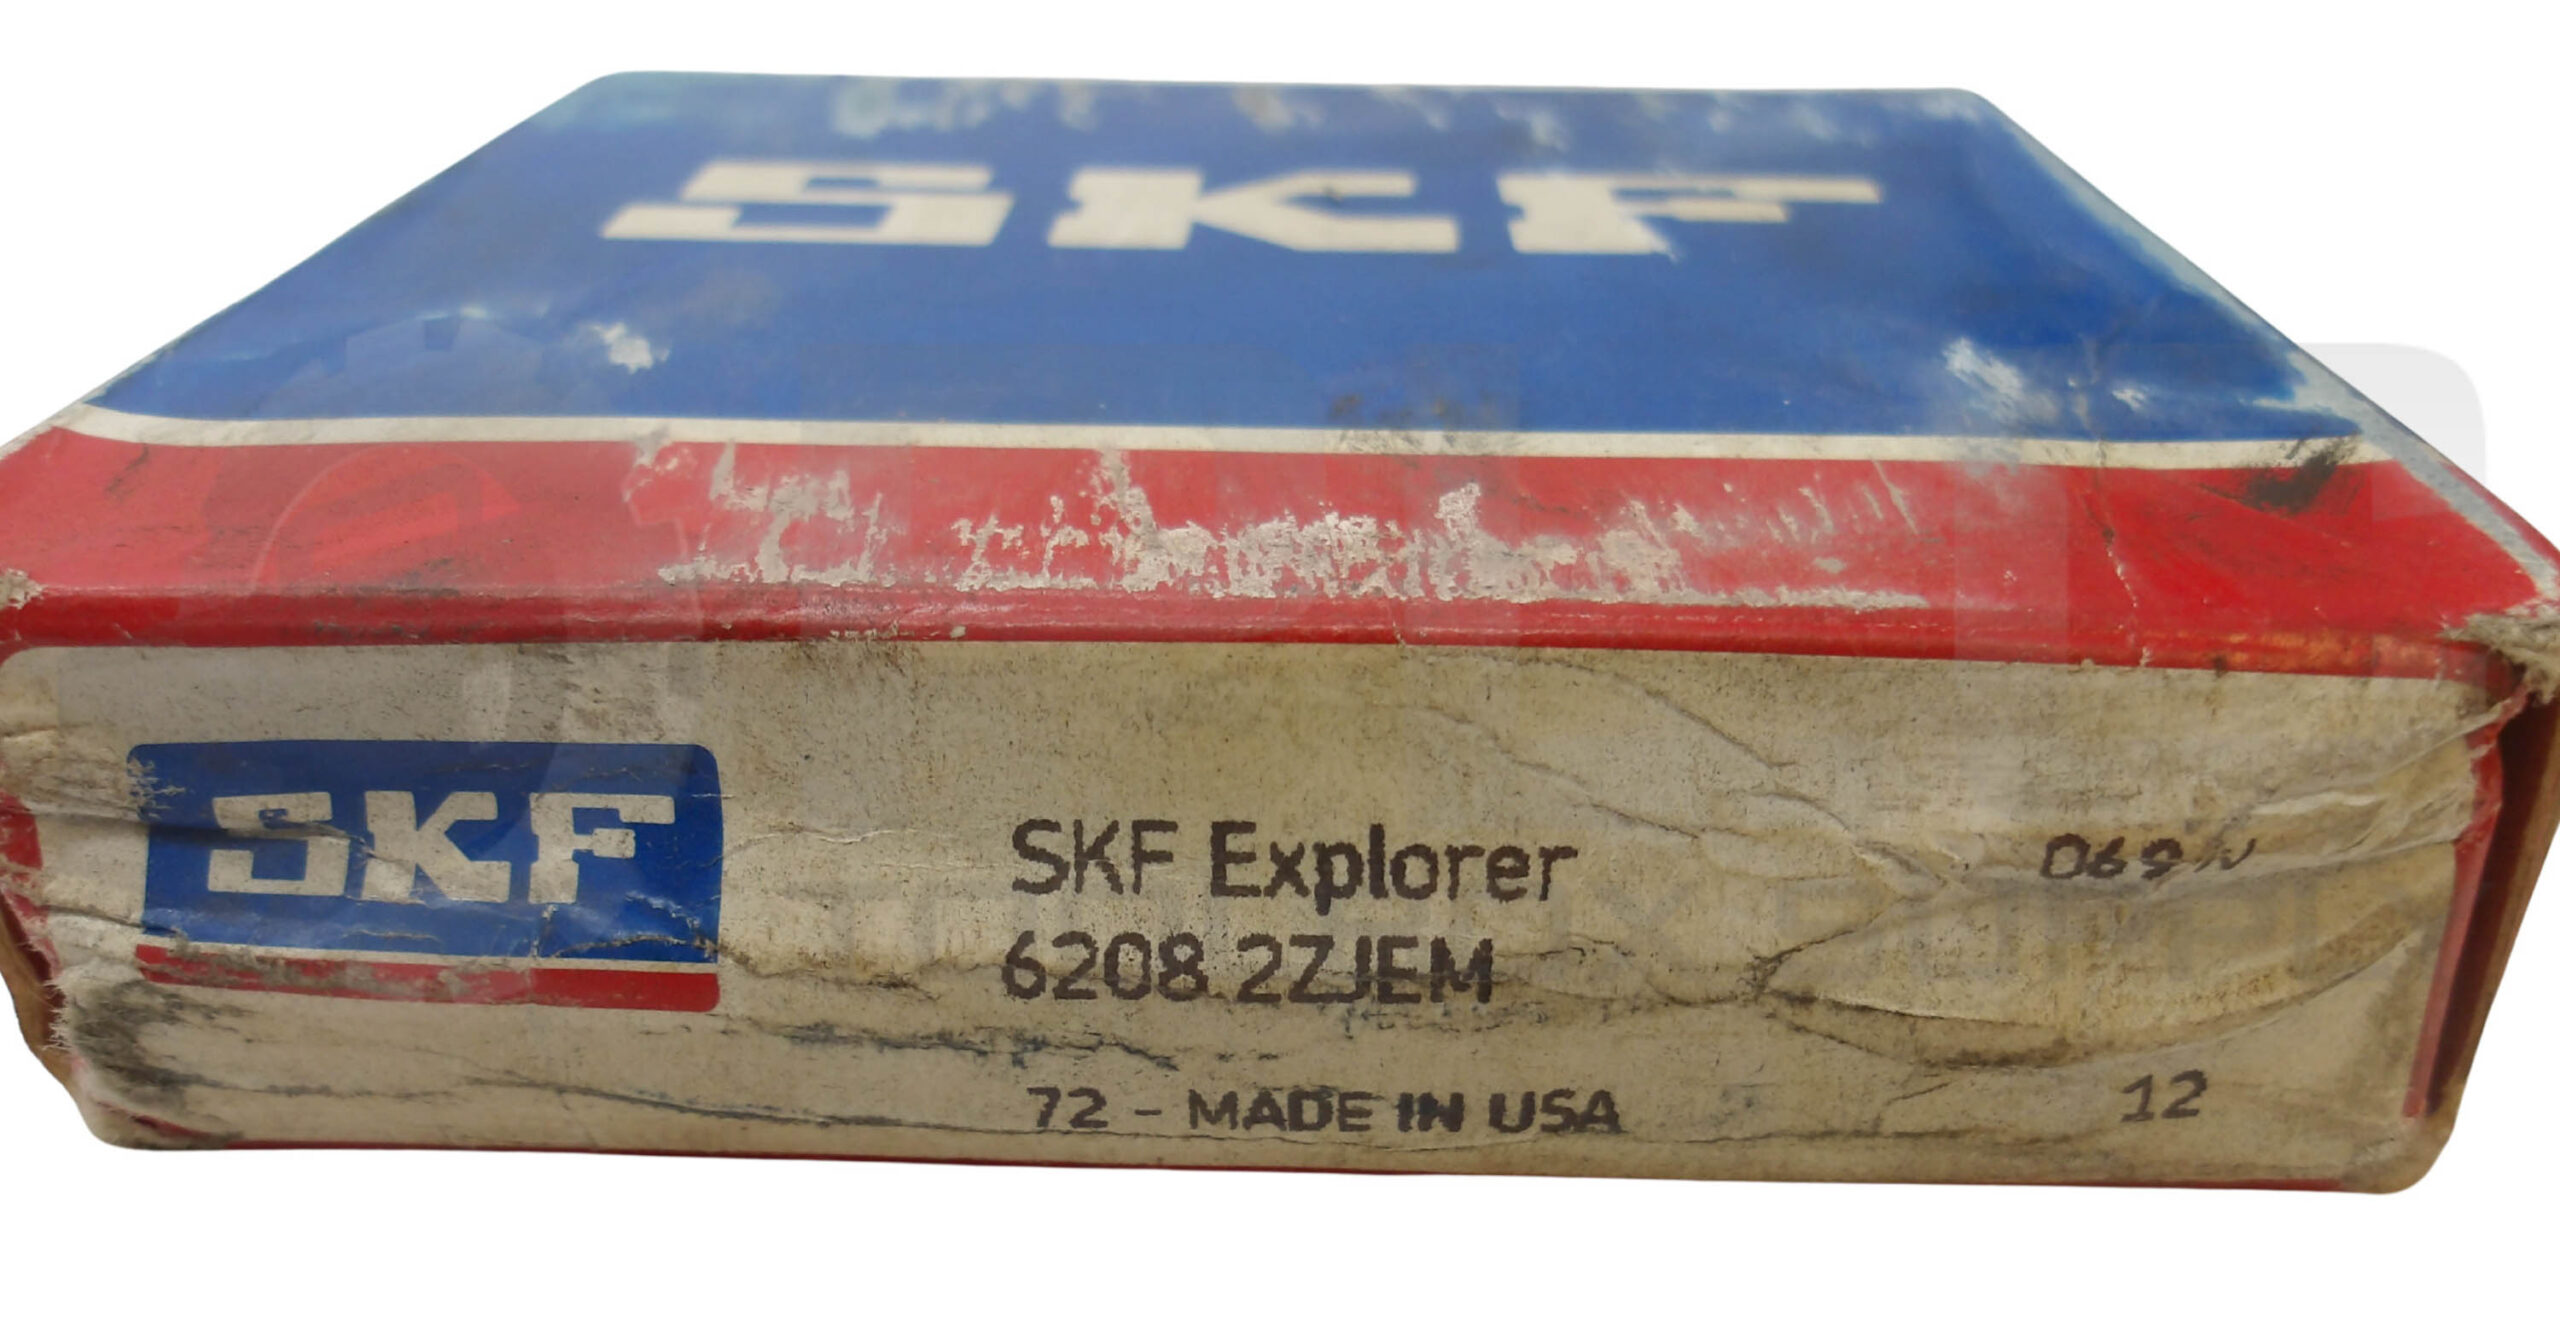 SKF
SKF
SKF Explorer
6208 2ZJEM
72 - MADE IN USA
12